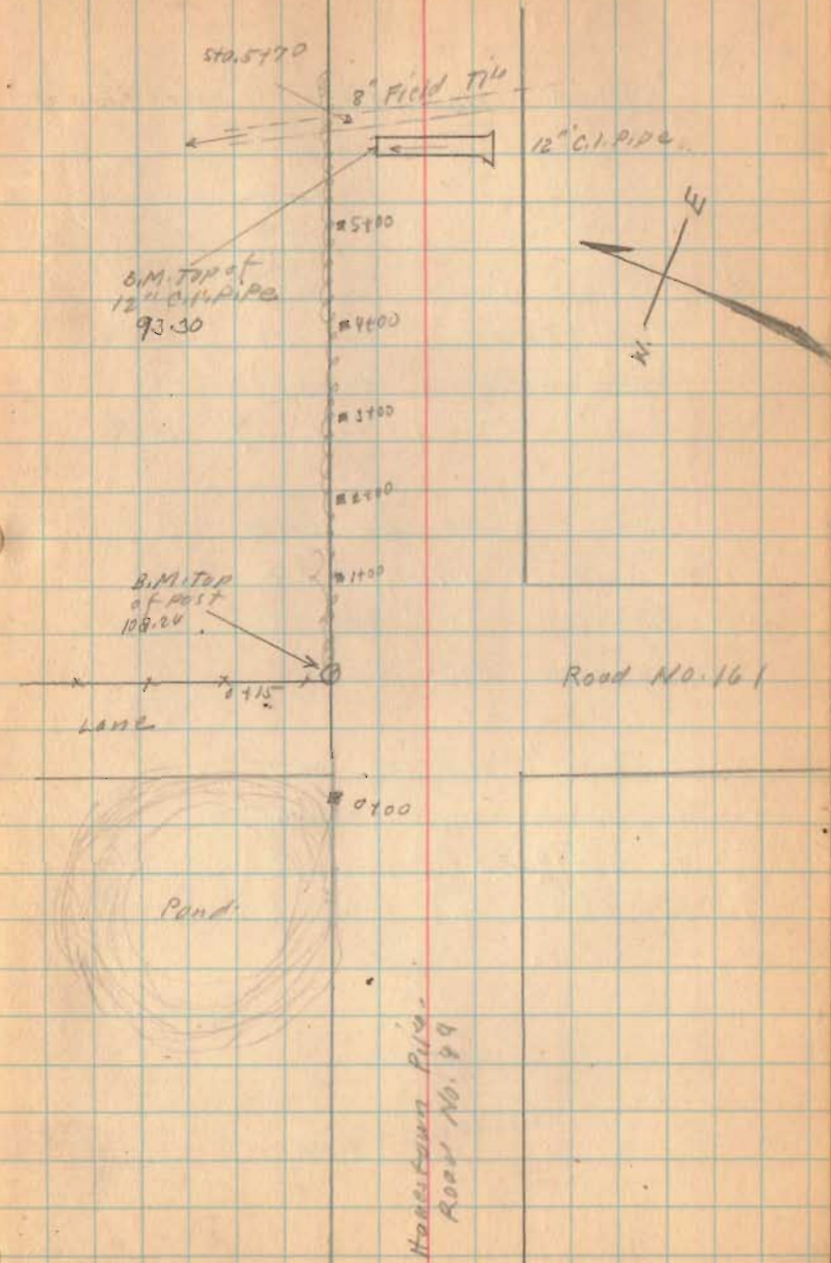 Sta. 5+70
8" Field Tile
12" C.I. Pipe
5+00
E
B.M. Top of
12" C.I. Pipe
93.30
4+00
W.
3+00
2+00
1+00
B.M. Top
of post
108.24
Road No. 161
0+15
Lane
0+00
Pond
Pike
Road No.